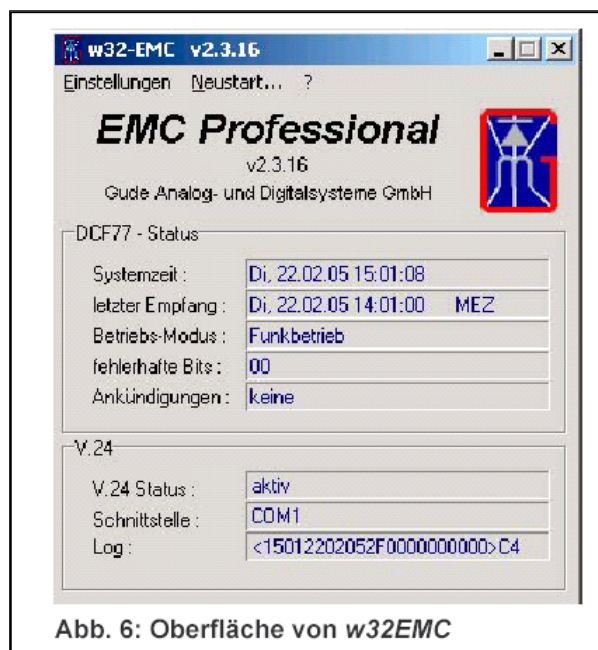 w32-EMC v2.3.16
Einstellungen Neustart... ?
EMC Professional
v2.3.16
Gude Analog- und Digitalsysteme GmbH
DCF77 - Status
Systemzeit : Di, 22.02.05 15:01:08
letzter Empfang : Di, 22.02.05 14:01:00 MEZ
Betriebs-Modus : Funkbetrieb
fehlerhafte Bits : 00
Ankündigungen : keine
V.24
V.24 Status : aktiv
Schnittstelle : COM1
Log : <15012202052F0000000000>C4
Abb. 6: Oberfläche von w32EMC